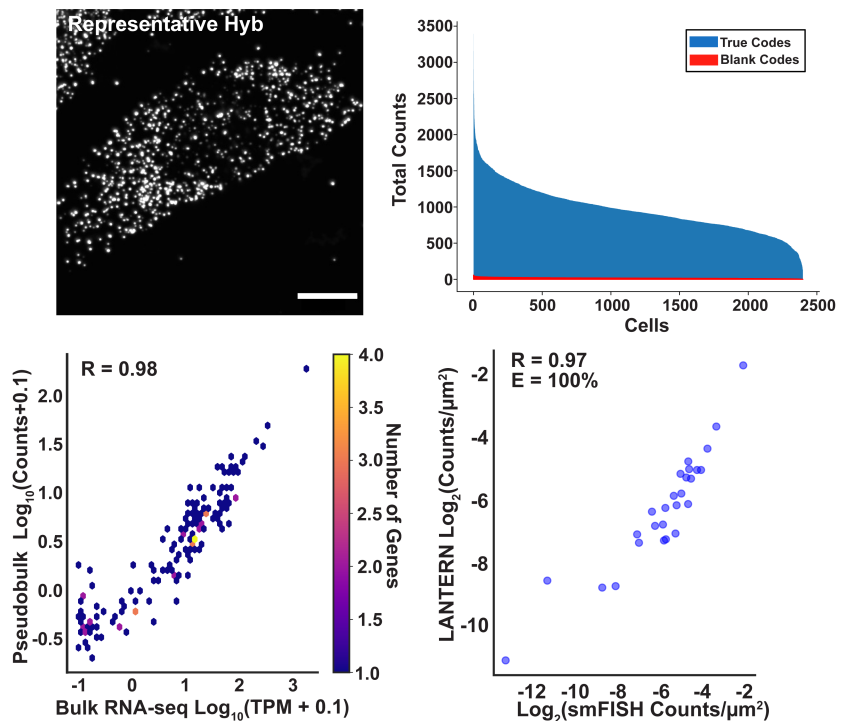 Representative Hyb
3500
3000
2500
2000
1500
1000
500
0
Total Counts
True Codes
Blank Codes
0 500 1000 1500 2000 2500
Cells
R = 0.98
2.0
1.5
1.0
0.5
0.0
-0.5
Pseudobulk Log₁₀(Counts+0.1)
-1 0 1 2 3
Bulk RNA-seq Log₁₀(TPM + 0.1)
4.0
3.5
3.0
2.5
2.0
1.5
1.0
Number of Genes
R = 0.97
E = 100%
-2
-4
-6
-8
-10
LANTERN Log₂(Counts/μm²)
-12 -10 -8 -6 -4 -2
Log₂(smFISH Counts/μm²)